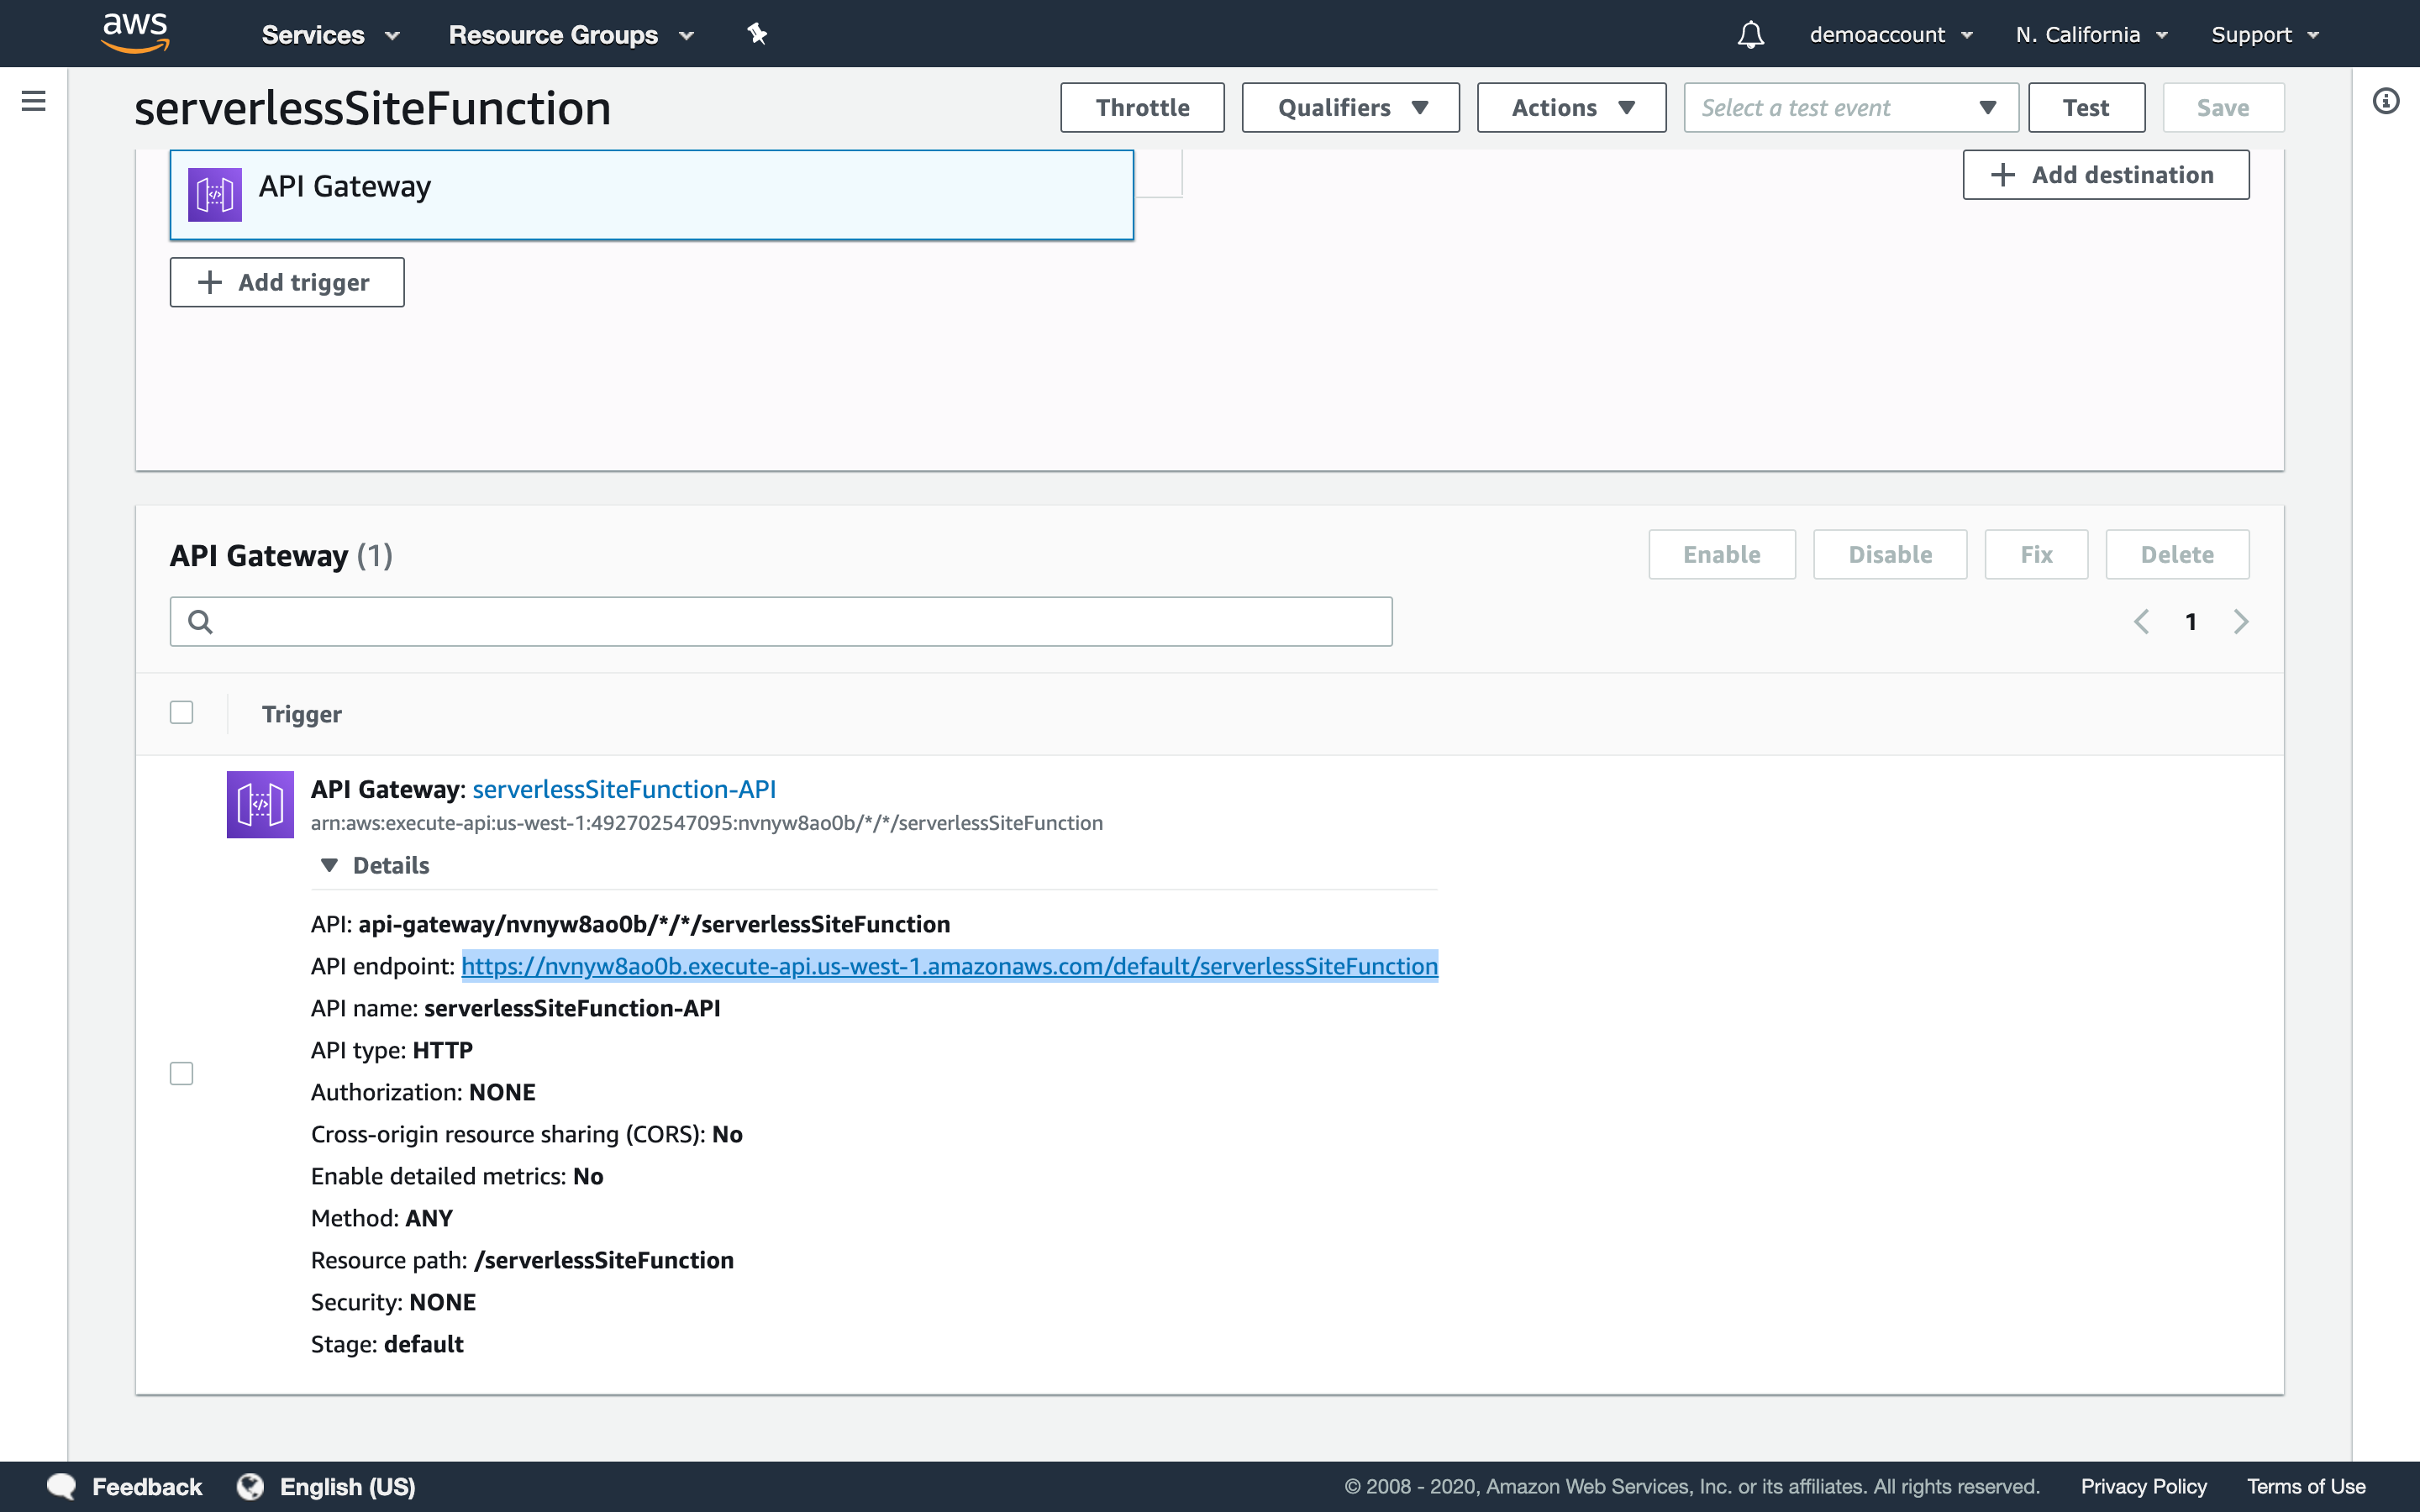 aws Services Resource Groups demoaccount N. California Support
serverlessSiteFunction Throttle Qualifiers Actions Select a test event Test Save
API Gateway + Add destination
+ Add trigger
API Gateway (1) Enable Disable Fix Delete
1
Trigger
API Gateway: serverlessSiteFunction-API
arn:aws:execute-api:us-west-1:492702547095:nvnyw8ao0b/*/*/serverlessSiteFunction
Details
API: api-gateway/nvnyw8ao0b/*/*/serverlessSiteFunction
API endpoint: https://nvnyw8ao0b.execute-api.us-west-1.amazonaws.com/default/serverlessSiteFunction
API name: serverlessSiteFunction-API
API type: HTTP
Authorization: NONE
Cross-origin resource sharing (CORS): No
Enable detailed metrics: No
Method: ANY
Resource path: /serverlessSiteFunction
Security: NONE
Stage: default
Feedback English (US) © 2008 - 2020, Amazon Web Services, Inc. or its affiliates. All rights reserved. Privacy Policy Terms of Use